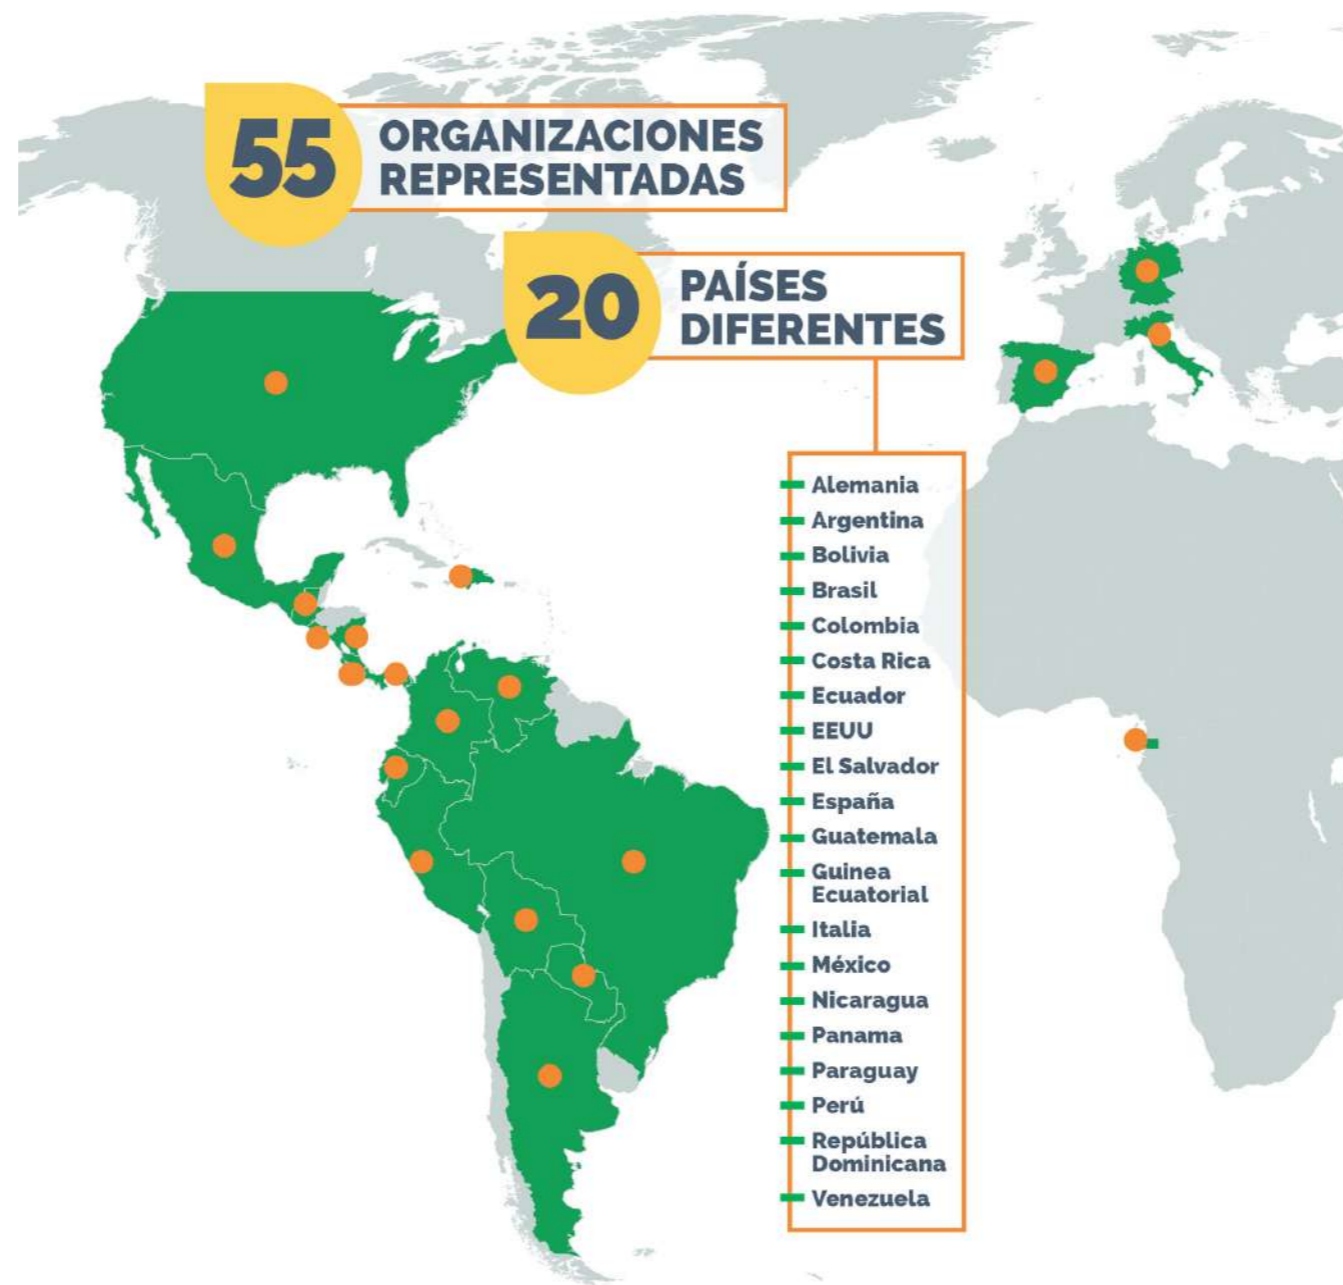 55
ORGANIZACIONES
REPRESENTADAS
20
PAÍSES
DIFERENTES
Alemania
Argentina
Bolivia
Brasil
Colombia
Costa Rica
Ecuador
EEUU
El Salvador
España
Guatemala
Guinea
Ecuatorial
Italia
México
Nicaragua
Panama
Paraguay
Perú
República
Dominicana
Venezuela